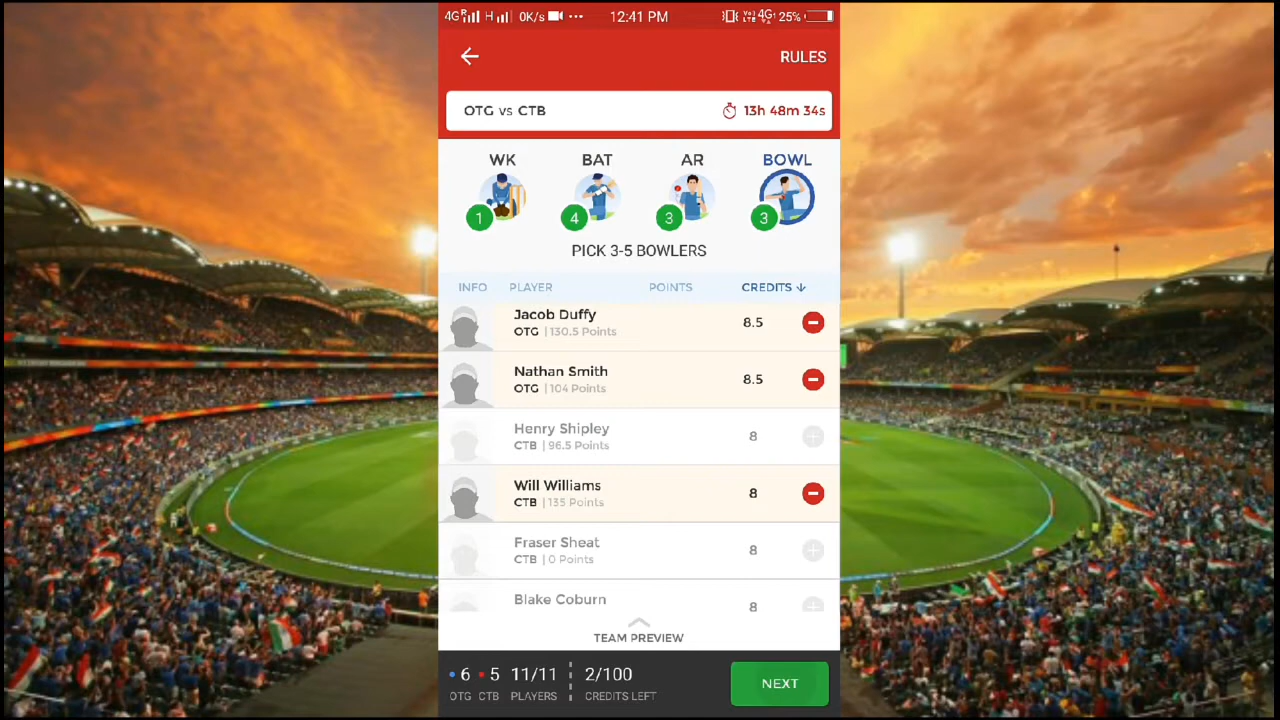 4G R H 0K/s ••• 12:41 PM 4G 25%
RULES
OTG vs CTB 13h 48m 34s
WK BAT AR BOWL
1 4 3 3
PICK 3-5 BOWLERS
INFO PLAYER POINTS CREDITS ↓
Jacob Duffy
OTG | 130.5 Points 8.5
Nathan Smith
OTG | 104 Points 8.5
Henry Shipley
CTB | 96.5 Points 8
Will Williams
CTB | 135 Points 8
Fraser Sheat
CTB | 0 Points 8
Blake Coburn 8
TEAM PREVIEW
6 5 11/11 2/100 NEXT
OTG CTB PLAYERS CREDITS LEFT